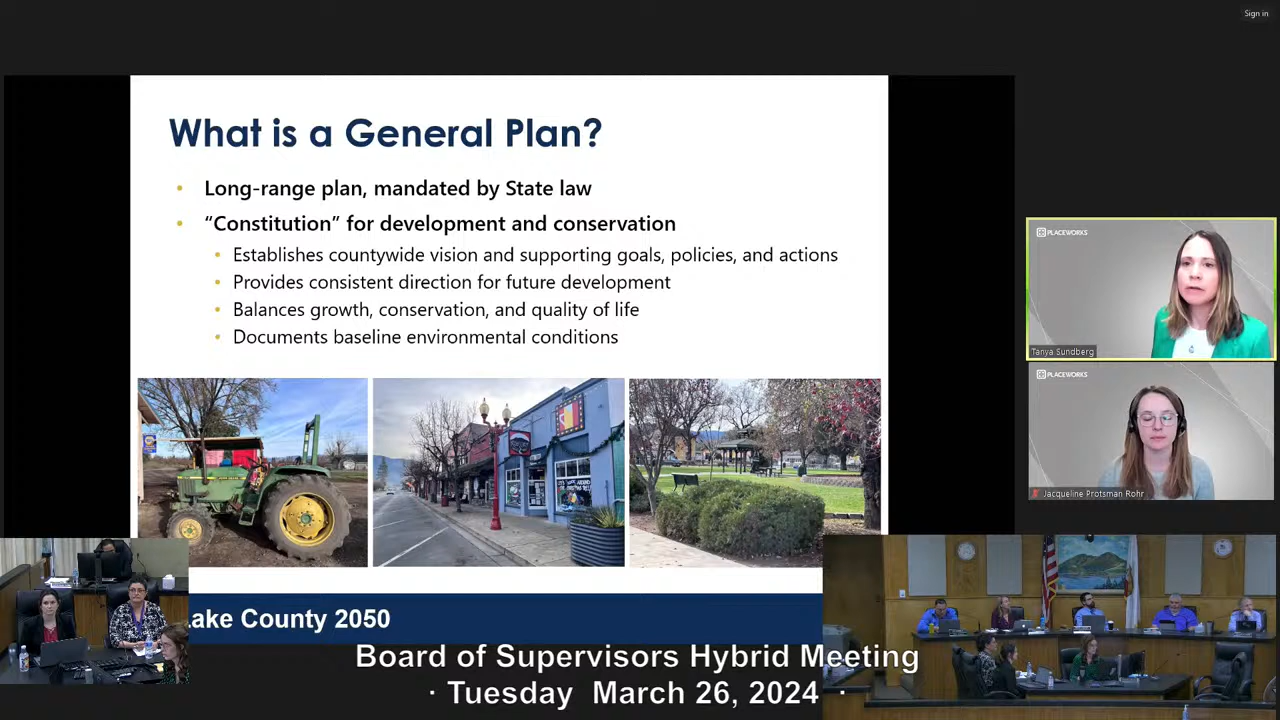 Sign in
What is a General Plan?
• Long-range plan, mandated by State law
• “Constitution” for development and conservation
• Establishes countywide vision and supporting goals, policies, and actions
• Provides consistent direction for future development
• Balances growth, conservation, and quality of life
• Documents baseline environmental conditions
PLACEWORKS
Tanya Sundberg
PLACEWORKS
Jacqueline Protsman Rohr
ake County 2050
Board of Supervisors Hybrid Meeting
· Tuesday March 26, 2024 ·